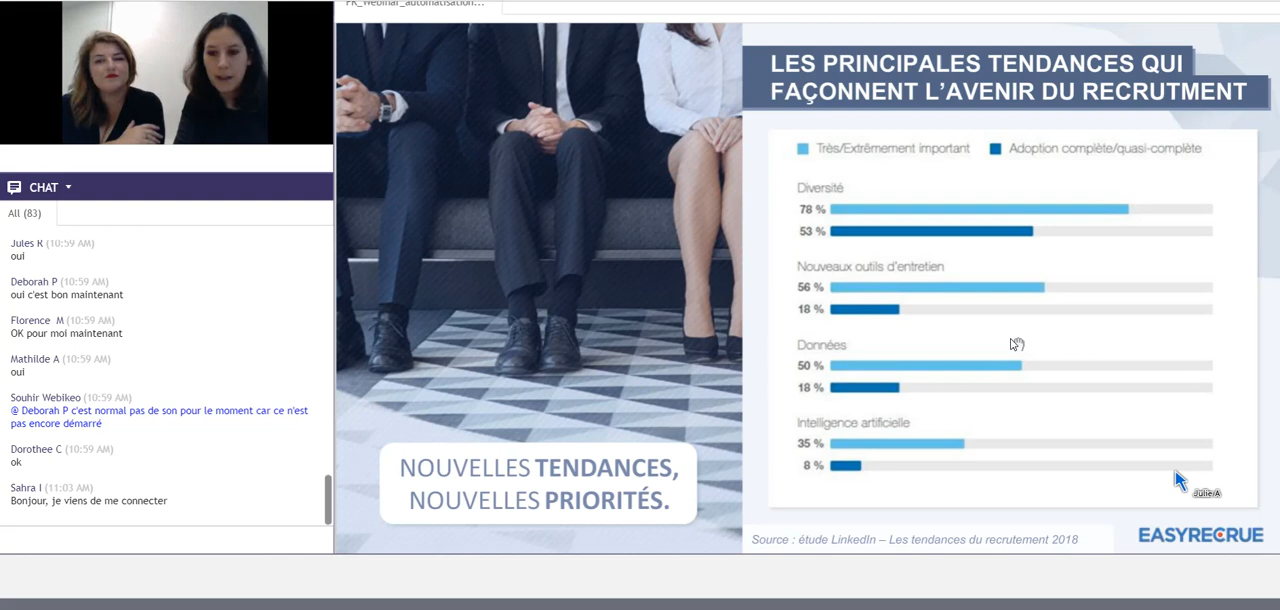 FR_Webinar_automatisation...
CHAT
All (83)
Jules K (10:59 AM)
oui
Deborah P (10:59 AM)
oui c'est bon maintenant
Florence M (10:59 AM)
OK pour moi maintenant
Mathilde A (10:59 AM)
oui
Souhir Webikeo (10:59 AM)
@ Deborah P c'est normal pas de son pour le moment car ce n'est
pas encore démarré
Dorothee C (10:59 AM)
ok
Sahra I (11:03 AM)
Bonjour, je viens de me connecter
NOUVELLES TENDANCES,
NOUVELLES PRIORITÉS.
LES PRINCIPALES TENDANCES QUI
FAÇONNENT L'AVENIR DU RECRUTMENT
Très/Extrêmement important
Adoption complète/quasi-complète
Diversité
78 %
53 %
Nouveaux outils d'entretien
56 %
18 %
Données
50 %
18 %
Intelligence artificielle
35 %
8 %
Julie A
Source : étude LinkedIn – Les tendances du recrutement 2018
EASYRECRUE